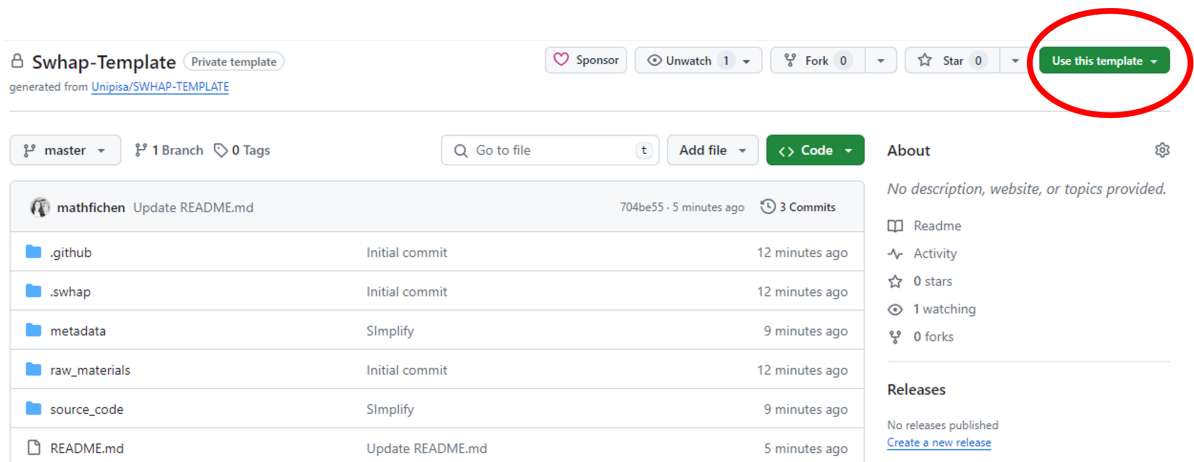 Swhap-Template Private template Sponsor Unwatch 1 Fork 0 Star 0 Use this template
generated from Unipisa/SWHAP-TEMPLATE
master 1 Branch 0 Tags Go to file t Add file Code About
No description, website, or topics provided.
mathfichen Update README.md 704be55 · 5 minutes ago 3 Commits
Readme
.github Initial commit 12 minutes ago
Activity
.swhap Initial commit 12 minutes ago
0 stars
1 watching
metadata SImplify 9 minutes ago
0 forks
raw_materials Initial commit 12 minutes ago
Releases
source_code SImplify 9 minutes ago
No releases published
README.md Update README.md 5 minutes ago
Create a new release